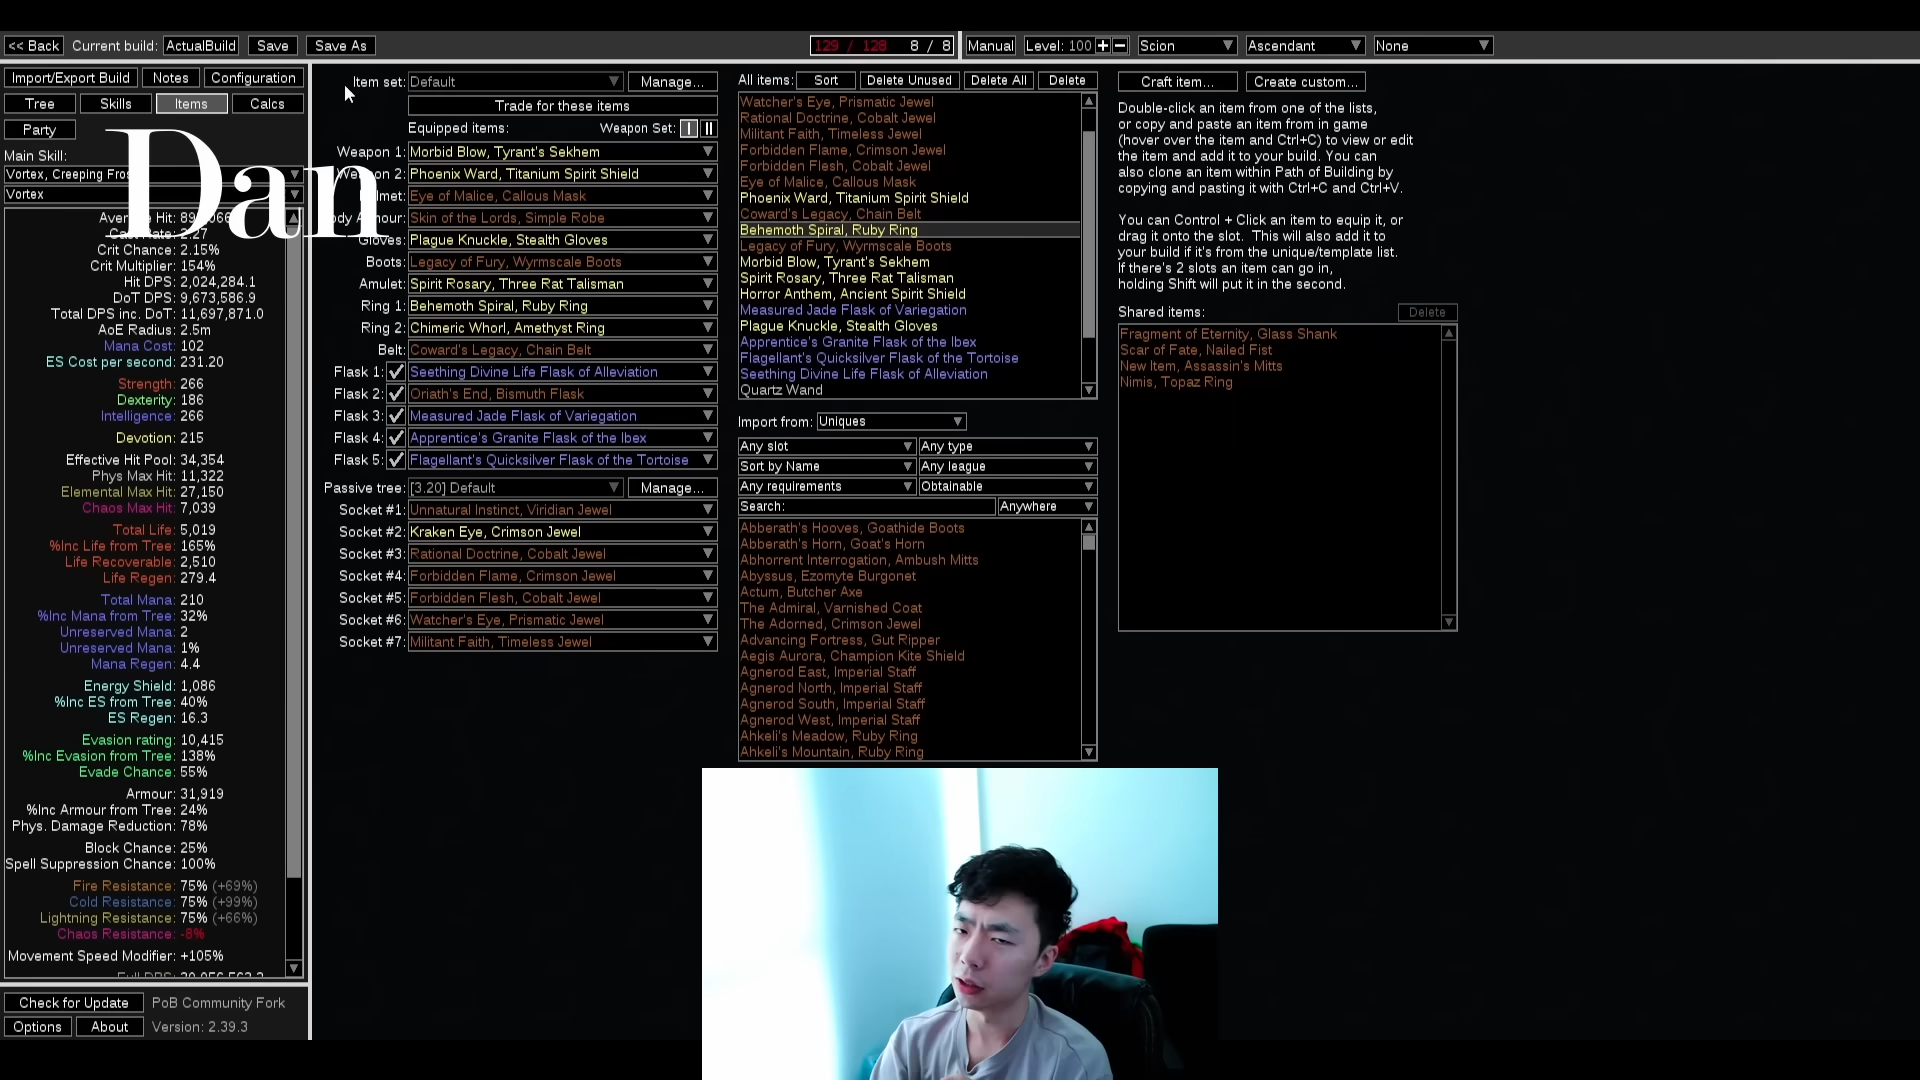 << Back Current build: ActualBuild Save Save As 129 / 128 8 / 8 Manual Level: 100 + - Scion Ascendant None
Import/Export Build Notes Configuration
Tree Skills Items Calcs
Party
Dan
Main Skill:
Vortex, Creeping Fros
Vortex
Cast Rate: 2.27
Crit Chance: 2.15%
Crit Multiplier: 154%
Hit DPS: 2,024,284.1
DoT DPS: 9,673,586.9
Total DPS inc. DoT: 11,697,871.0
AoE Radius: 2.5m
Mana Cost: 102
ES Cost per second: 231.20
Strength: 266
Dexterity: 186
Intelligence: 266
Devotion: 215
Effective Hit Pool: 34,354
Phys Max Hit: 11,322
Elemental Max Hit: 27,150
Chaos Max Hit: 7,039
Total Life: 5,019
%Inc Life from Tree: 165%
Life Recoverable: 2,510
Life Regen: 279.4
Total Mana: 210
%Inc Mana from Tree: 32%
Unreserved Mana: 2
Unreserved Mana: 1%
Mana Regen: 4.4
Energy Shield: 1,086
%Inc ES from Tree: 40%
ES Regen: 16.3
Evasion rating: 10,415
%Inc Evasion from Tree: 138%
Evade Chance: 55%
Armour: 31,919
%Inc Armour from Tree: 24%
Phys. Damage Reduction: 78%
Block Chance: 25%
Spell Suppression Chance: 100%
Fire Resistance: 75% (+69%)
Cold Resistance: 75% (+99%)
Lightning Resistance: 75% (+66%)
Chaos Resistance: -8%
Movement Speed Modifier: +105%
Check for Update PoB Community Fork
Options About Version: 2.39.3
Item set: Default Manage...
Trade for these items
Equipped items: Weapon Set: I II
Weapon 1: Morbid Blow, Tyrant's Sekhem
Weapon 2: Phoenix Ward, Titanium Spirit Shield
Helmet: Eye of Malice, Callous Mask
Body Armour: Skin of the Lords, Simple Robe
Gloves: Plague Knuckle, Stealth Gloves
Boots: Legacy of Fury, Wyrmscale Boots
Amulet: Spirit Rosary, Three Rat Talisman
Ring 1: Behemoth Spiral, Ruby Ring
Ring 2: Chimeric Whorl, Amethyst Ring
Belt: Coward's Legacy, Chain Belt
Flask 1: Seething Divine Life Flask of Alleviation
Flask 2: Oriath's End, Bismuth Flask
Flask 3: Measured Jade Flask of Variegation
Flask 4: Apprentice's Granite Flask of the Ibex
Flask 5: Flagellant's Quicksilver Flask of the Tortoise
Passive tree: [3.20] Default Manage...
Socket #1: Unnatural Instinct, Viridian Jewel
Socket #2: Kraken Eye, Crimson Jewel
Socket #3: Rational Doctrine, Cobalt Jewel
Socket #4: Forbidden Flame, Crimson Jewel
Socket #5: Forbidden Flesh, Cobalt Jewel
Socket #6: Watcher's Eye, Prismatic Jewel
Socket #7: Militant Faith, Timeless Jewel
All items: Sort Delete Unused Delete All Delete
Watcher's Eye, Prismatic Jewel
Rational Doctrine, Cobalt Jewel
Militant Faith, Timeless Jewel
Forbidden Flame, Crimson Jewel
Forbidden Flesh, Cobalt Jewel
Eye of Malice, Callous Mask
Phoenix Ward, Titanium Spirit Shield
Coward's Legacy, Chain Belt
Behemoth Spiral, Ruby Ring
Legacy of Fury, Wyrmscale Boots
Morbid Blow, Tyrant's Sekhem
Spirit Rosary, Three Rat Talisman
Horror Anthem, Ancient Spirit Shield
Measured Jade Flask of Variegation
Plague Knuckle, Stealth Gloves
Apprentice's Granite Flask of the Ibex
Flagellant's Quicksilver Flask of the Tortoise
Seething Divine Life Flask of Alleviation
Quartz Wand
Import from: Uniques
Any slot Any type
Sort by Name Any league
Any requirements Obtainable
Search: Anywhere
Abberath's Hooves, Goathide Boots
Abberath's Horn, Goat's Horn
Abhorrent Interrogation, Ambush Mitts
Abyssus, Ezomyte Burgonet
Actum, Butcher Axe
The Admiral, Varnished Coat
The Adorned, Crimson Jewel
Advancing Fortress, Gut Ripper
Aegis Aurora, Champion Kite Shield
Agnerod East, Imperial Staff
Agnerod North, Imperial Staff
Agnerod South, Imperial Staff
Agnerod West, Imperial Staff
Ahkeli's Meadow, Ruby Ring
Ahkeli's Mountain, Ruby Ring
Craft item... Create custom...
Double-click an item from one of the lists,
or copy and paste an item from in game
(hover over the item and Ctrl+C) to view or edit
the item and add it to your build. You can
also clone an item within Path of Building by
copying and pasting it with Ctrl+C and Ctrl+V.
You can Control + Click an item to equip it, or
drag it onto the slot. This will also add it to
your build if it's from the unique/template list.
If there's 2 slots an item can go in,
holding Shift will put it in the second.
Shared items: Delete
Fragment of Eternity, Glass Shank
Scar of Fate, Nailed Fist
New Item, Assassin's Mitts
Nimis, Topaz Ring